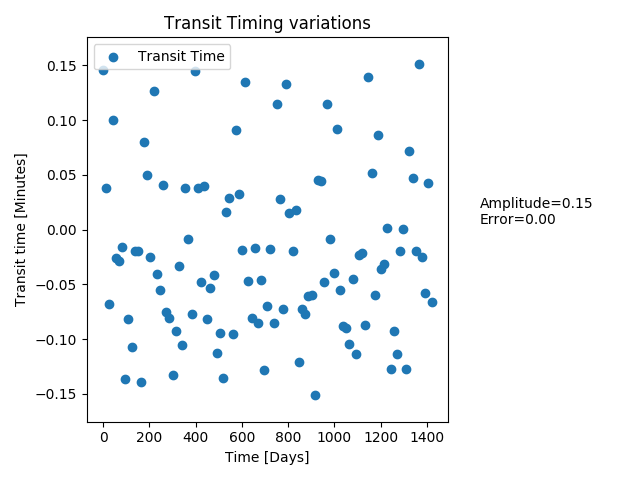 Transit Timing variations
Transit Time
0.15
0.10
0.05
0.00
−0.05
−0.10
−0.15
Transit time [Minutes]
0 200 400 600 800 1000 1200 1400
Time [Days]
Amplitude=0.15
Error=0.00